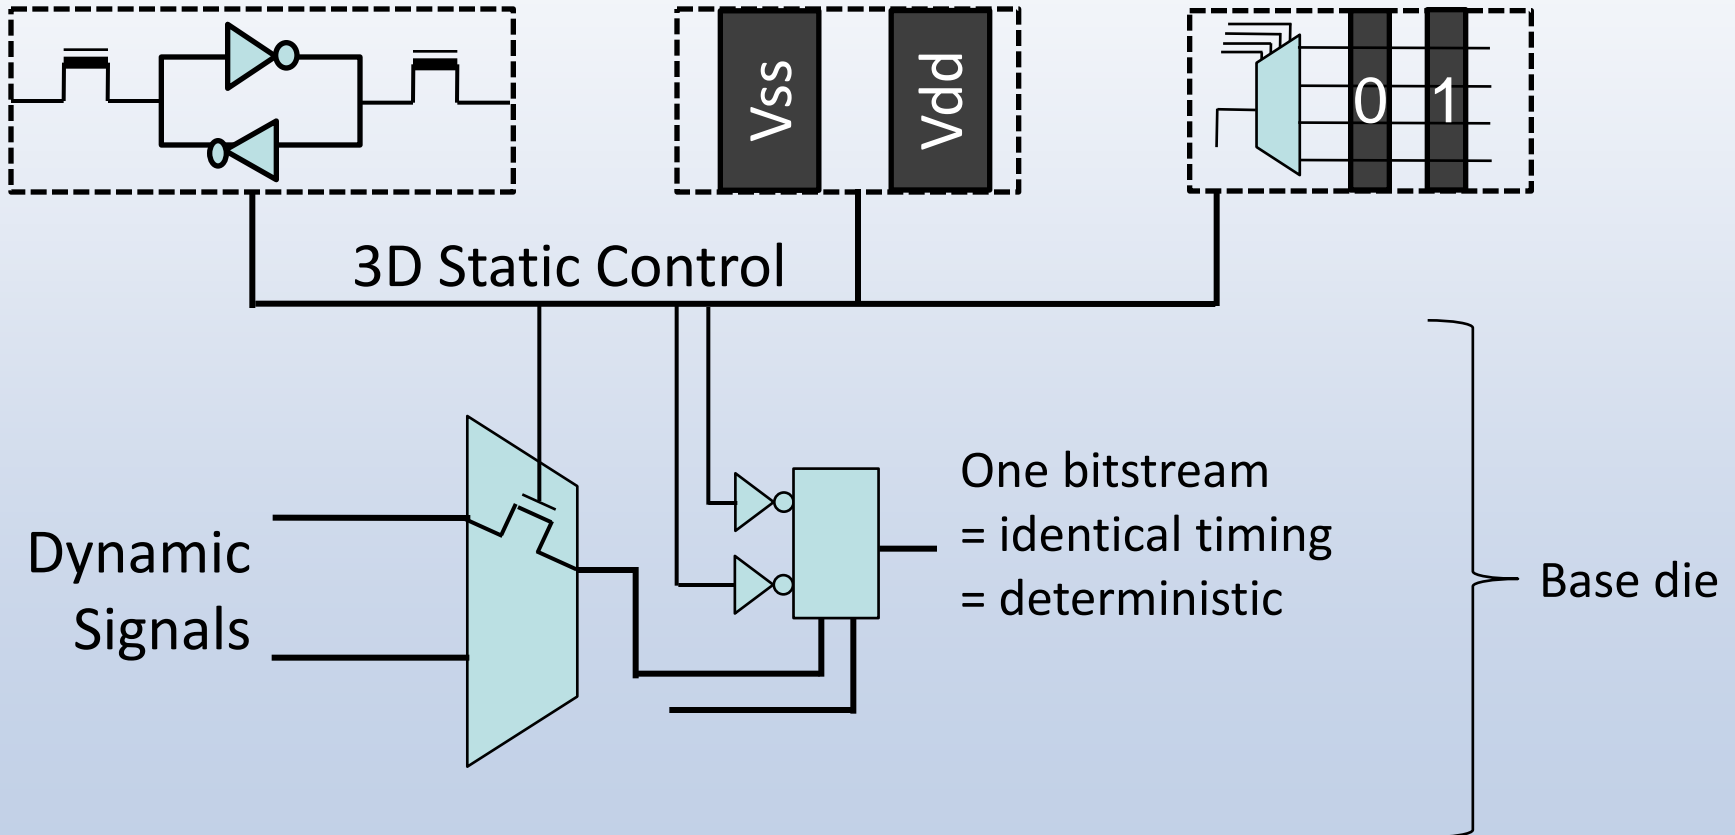 Vss
Vdd
0
1
3D Static Control
Dynamic
Signals
One bitstream
= identical timing
= deterministic
Base die